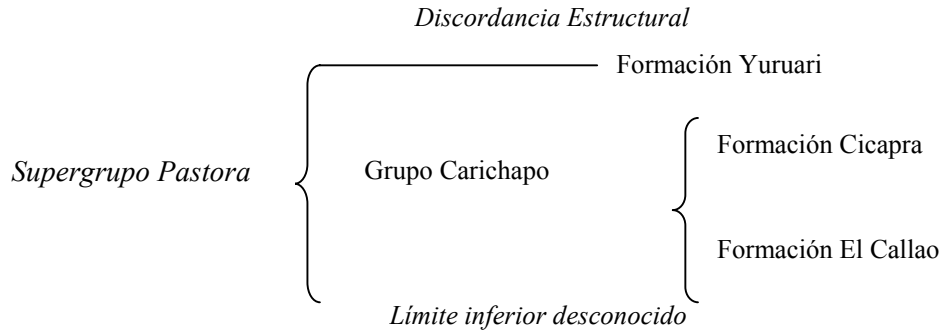 Discordancia Estructural
Formación Yuruari
Formación Cicapra
Supergrupo Pastora
Grupo Carichapo
Formación El Callao
Límite inferior desconocido